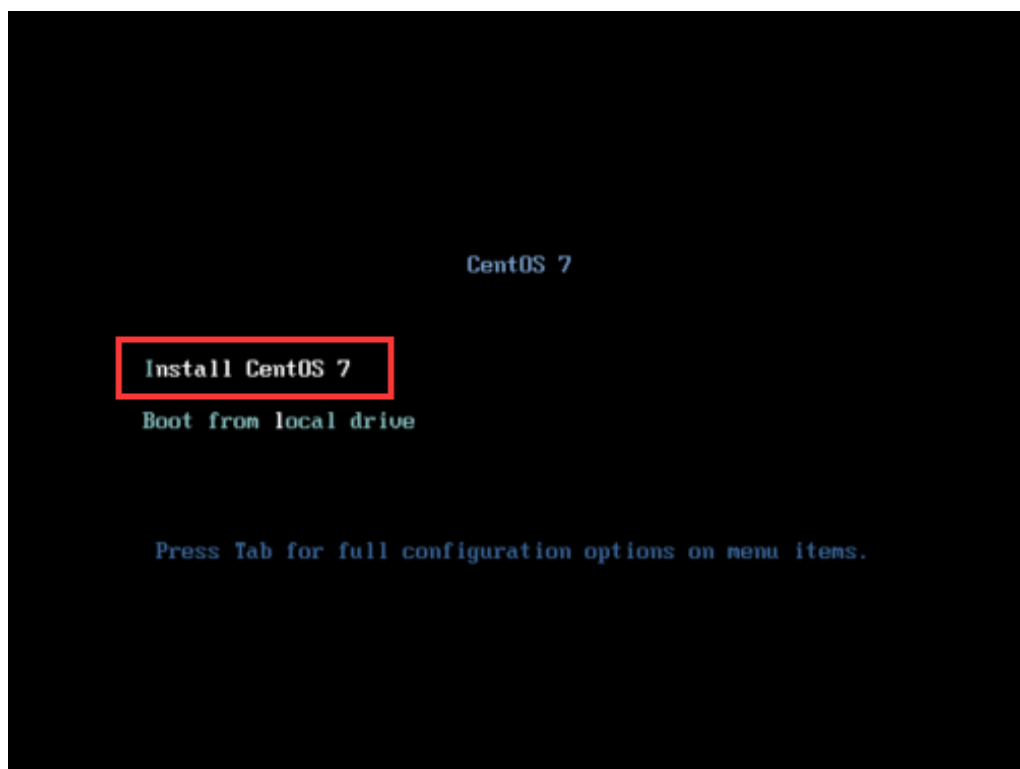 CentOS 7
Install CentOS 7
Boot from local drive
Press Tab for full configuration options on menu items.